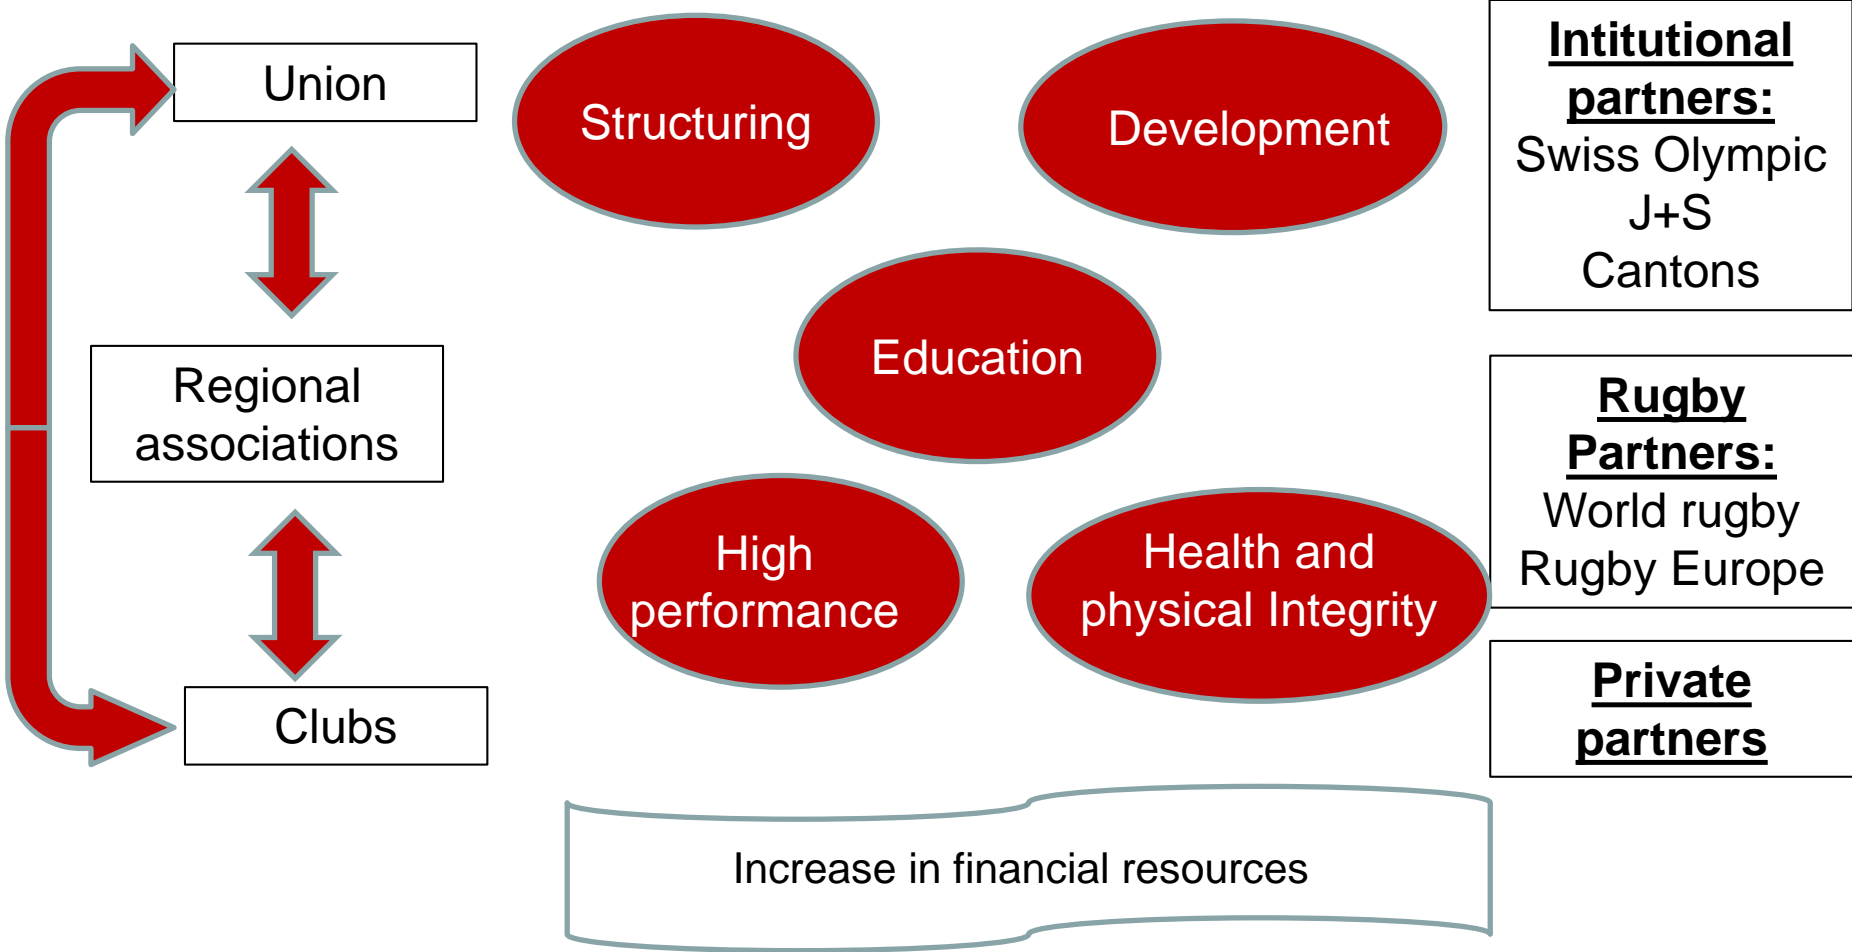 Union
Regional
associations
Clubs
Structuring
Development
Education
High
performance
Health and
physical Integrity
Intitutional
partners:
Swiss Olympic
J+S
Cantons
Rugby
Partners:
World rugby
Rugby Europe
Private
partners
Increase in financial resources